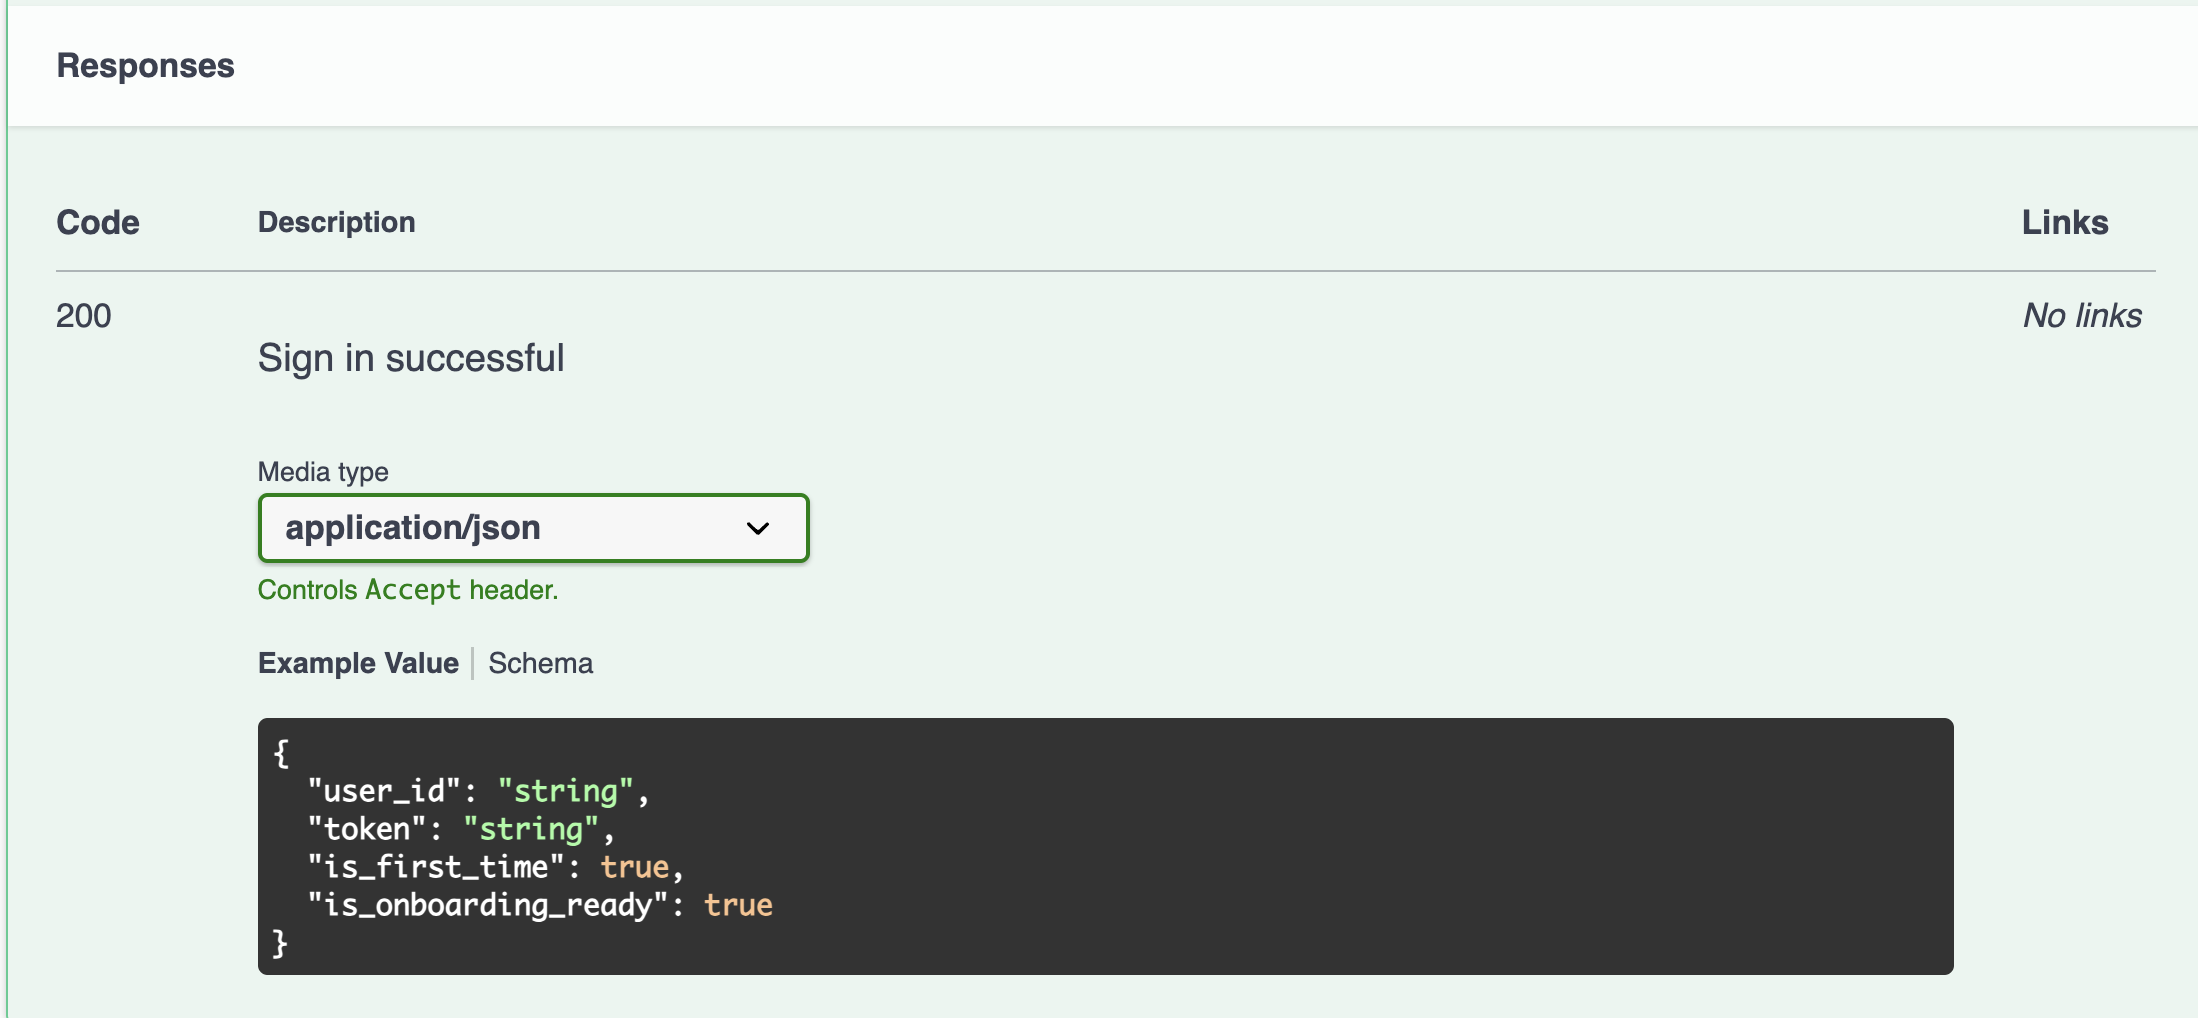 Responses
Code Description Links
200 No links
Sign in successful
Media type
application/json
Controls Accept header.
Example Value Schema
{
  "user_id": "string",
  "token": "string",
  "is_first_time": true,
  "is_onboarding_ready": true
}